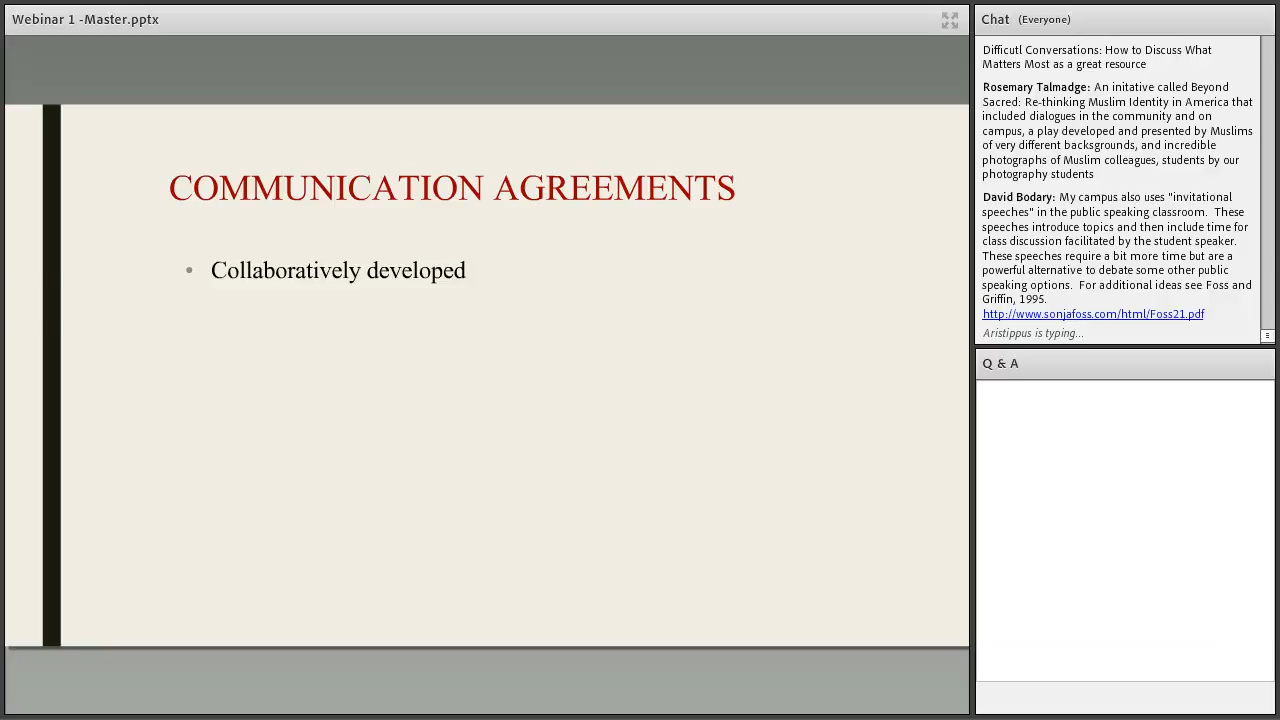 Webinar 1 -Master.pptx
COMMUNICATION AGREEMENTS
• Collaboratively developed
Chat (Everyone)
Difficutl Conversations: How to Discuss What
Matters Most as a great resource
Rosemary Talmadge: An initative called Beyond
Sacred: Re-thinking Muslim Identity in America that
included dialogues in the community and on
campus, a play developed and presented by Muslims
of very different backsgrounds, and incredible
photographs of Muslim colleagues, students by our
photography students
David Bodary: My campus also uses "invitational
speeches" in the public speaking classroom. These
speeches introduce topics and then include time for
class discussion facilitated by the student speaker.
These speeches require a bit more time but are a
powerful alternative to debate some other public
speaking options. For additional ideas see Foss and
Griffin, 1995.
http://www.sonjafoss.com/html/Foss21.pdf
Aristippus is typing...
Q & A